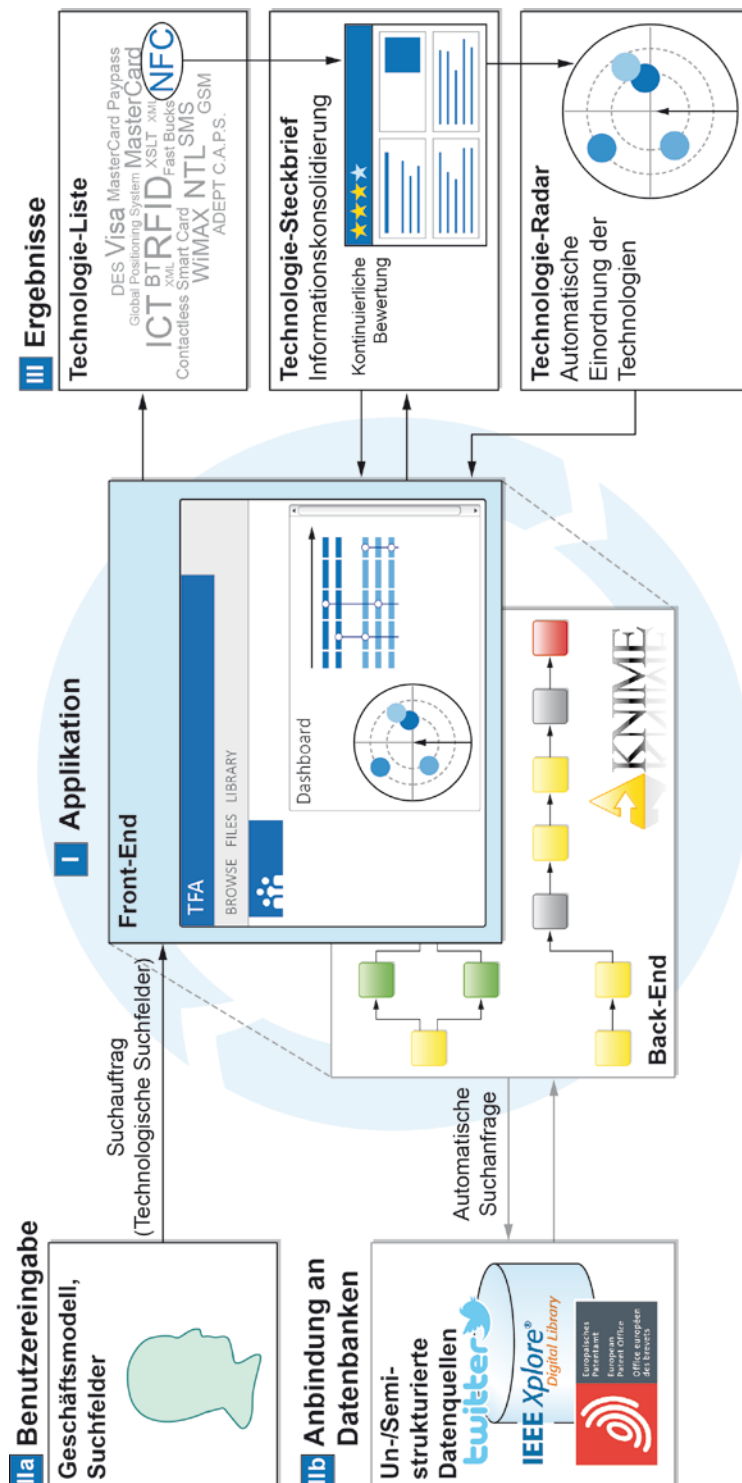 IIa Benutzereingabe
Geschäftsmodell,
Suchfelder
Suchauftrag
(Technologische Suchfelder)
IIb Anbindung an
Datenbanken
Un-/Semi-
strukturierte
Datenquellen
twitter
IEEE Xplore®
Digital Library
Europäisches
Patentamt
European
Patent Office
Office européen
des brevets
Automatische
Suchanfrage
I Applikation
Front-End
TFA
BROWSE FILES LIBRARY
Dashboard
Back-End
KNIME
III Ergebnisse
Technologie-Liste
DES Visa MasterCard Paypass
Global Positioning System MasterCard
ICT BT RFID XSLT XML NFC
XML Fast Bucks
Contactless Smart Card NTL SMS
WiMAX GSM
ADEPT C.A.P.S.
Technologie-Steckbrief
Informationskonsolidierung
Kontinuierliche
Bewertung
Technologie-Radar
Automatische
Einordnung der
Technologien